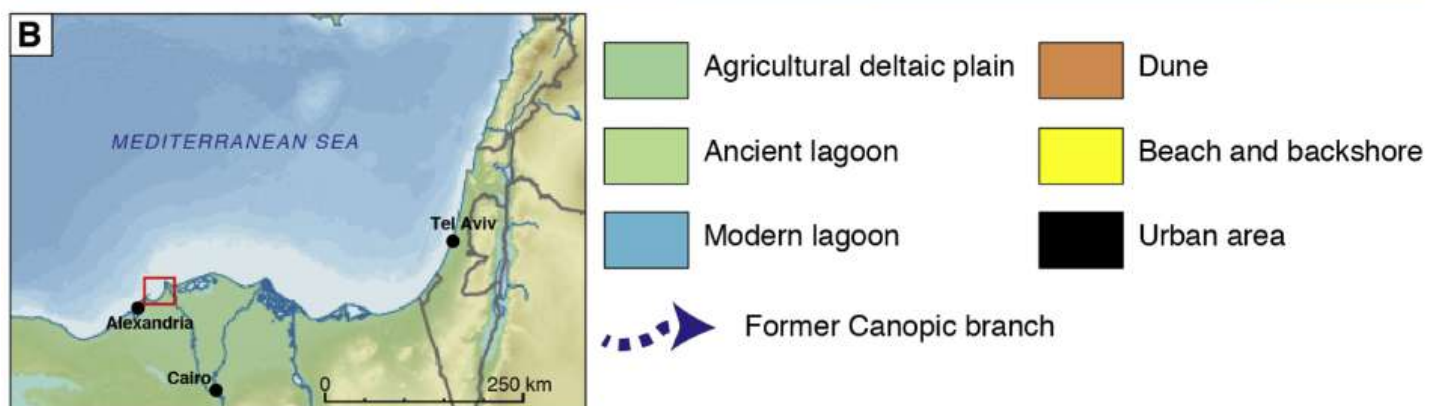 B
MEDITERRANEAN SEA
Tel Aviv
Alexandria
Cairo
0 250 km
Agricultural deltaic plain
Dune
Ancient lagoon
Beach and backshore
Modern lagoon
Urban area
Former Canopic branch